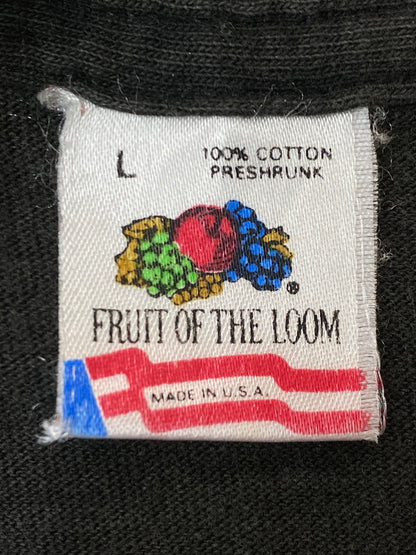 L
100% COTTON
PRESHRUNK
®
FRUIT OF THE LOOM
MADE IN U.S.A.